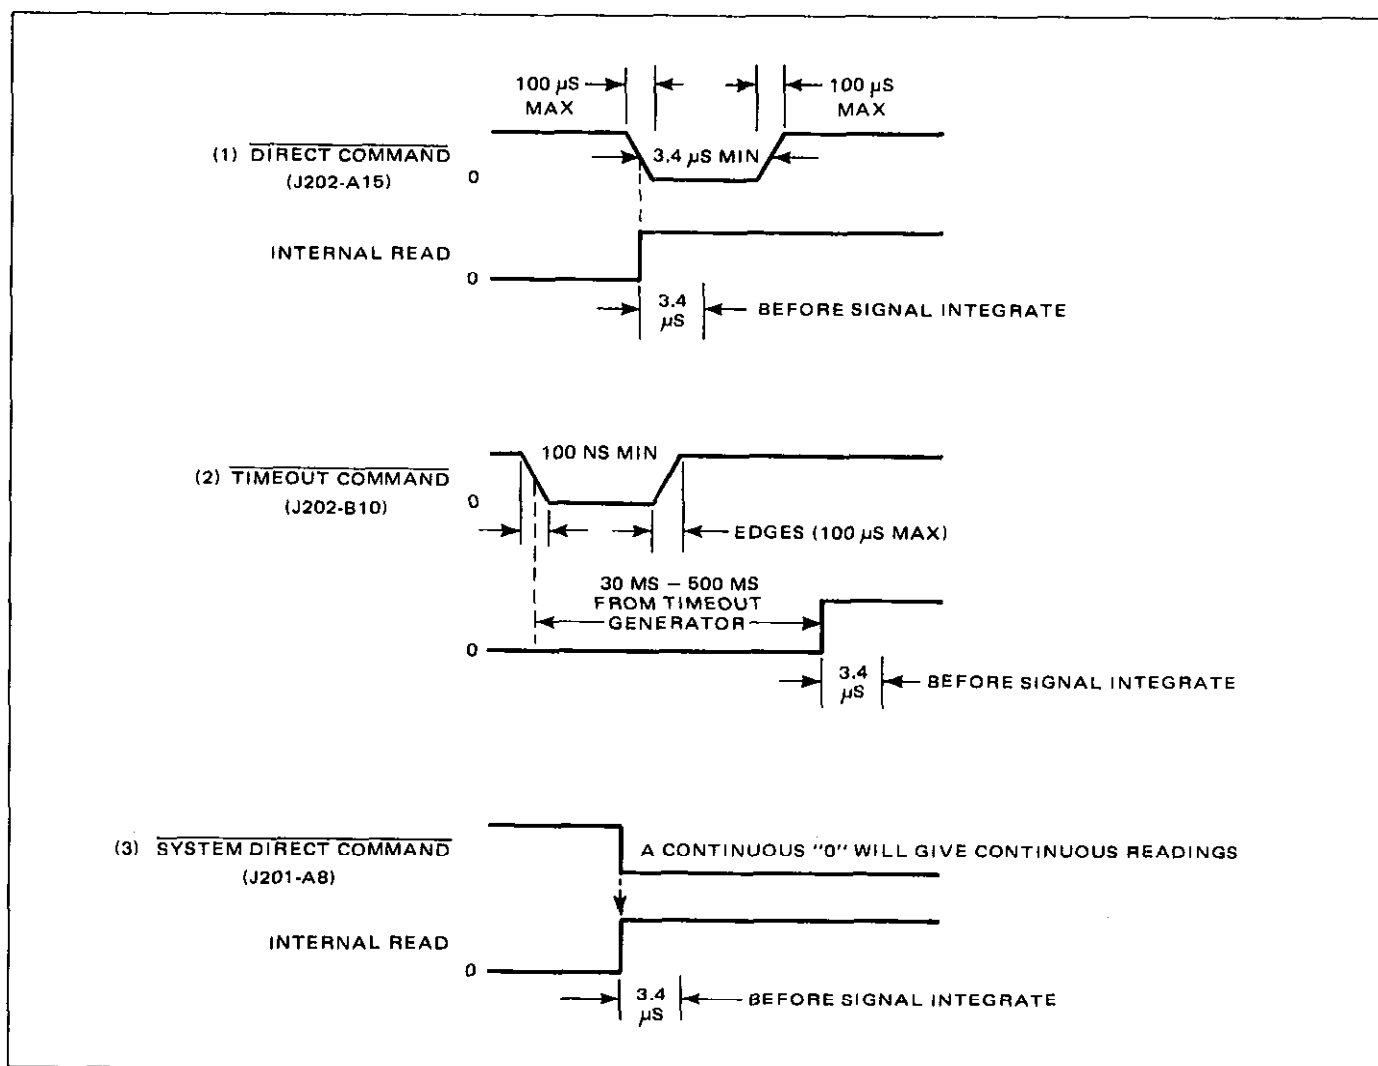 100 µS
MAX
100 µS
MAX
(1) DIRECT COMMAND
(J202-A15)
0
3.4 µS MIN
INTERNAL READ
0
3.4
µS
BEFORE SIGNAL INTEGRATE
100 NS MIN
(2) TIMEOUT COMMAND
(J202-B10)
0
EDGES (100 µS MAX)
30 MS – 500 MS
FROM TIMEOUT
GENERATOR
0
3.4
µS
BEFORE SIGNAL INTEGRATE
(3) SYSTEM DIRECT COMMAND
(J201-A8)
0
A CONTINUOUS "0" WILL GIVE CONTINUOUS READINGS
INTERNAL READ
0
3.4
µS
BEFORE SIGNAL INTEGRATE